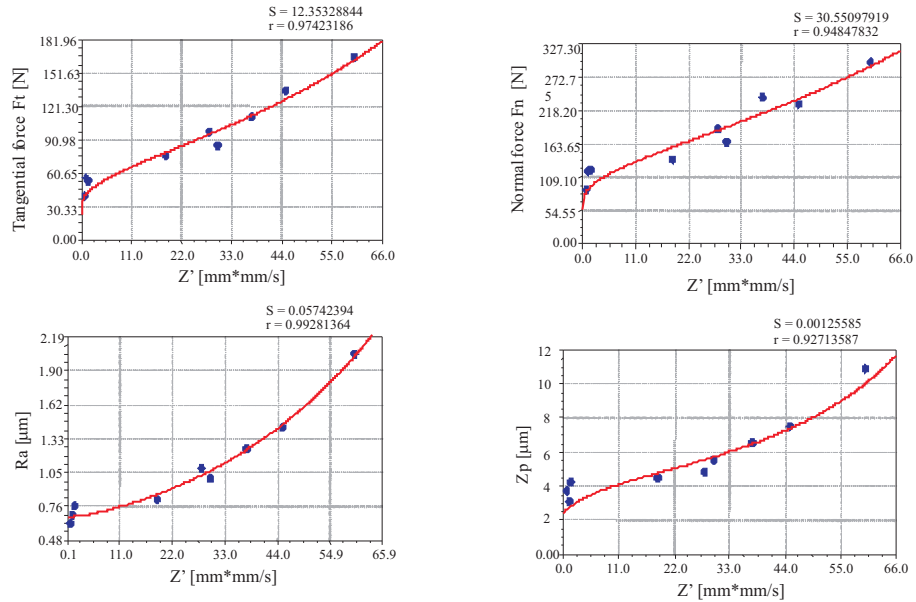 S = 12.35328844
r = 0.97423186
181.96
151.63
121.30
90.98
60.65
30.33
0.00
Tangential force Ft [N]
0.0 11.0 22.0 33.0 44.0 55.0 66.0
Z' [mm*mm/s]
S = 30.55097919
r = 0.94847832
327.30
272.7
5
218.20
163.65
109.10
54.55
0.00
Normal force Fn [N]
0.0 11.0 22.0 33.0 44.0 55.0 66.0
Z' [mm*mm/s]
S = 0.05742394
r = 0.99281364
2.19
1.90
1.62
1.33
1.05
0.76
0.48
Ra [µm]
0.1 11.0 22.0 33.0 44.0 54.9 65.9
Z' [mm*mm/s]
S = 0.00125585
r = 0.92713587
12
10
8
6
4
2
0.00
Zp [µm]
0.0 11.0 22.0 33.0 44.0 55.0 66.0
Z' [mm*mm/s]